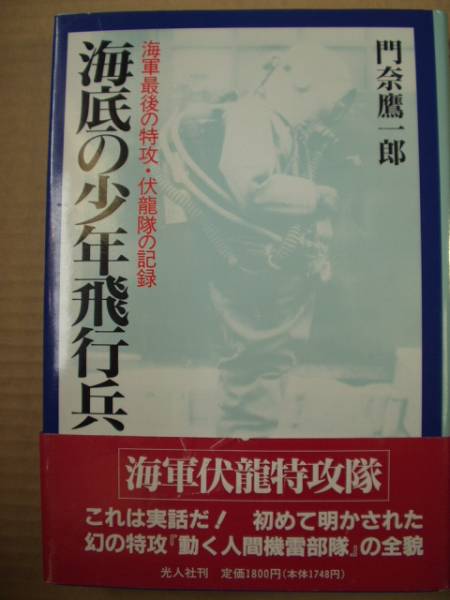 門奈鷹一郎
海軍最後の特攻・伏龍隊の記録
海底の少年飛行兵
海軍伏龍特攻隊
これは実話だ！ 初めて明かされた
幻の特攻『動く人間機雷部隊』の全貌
光人社刊 定価1800円(本体1748円)